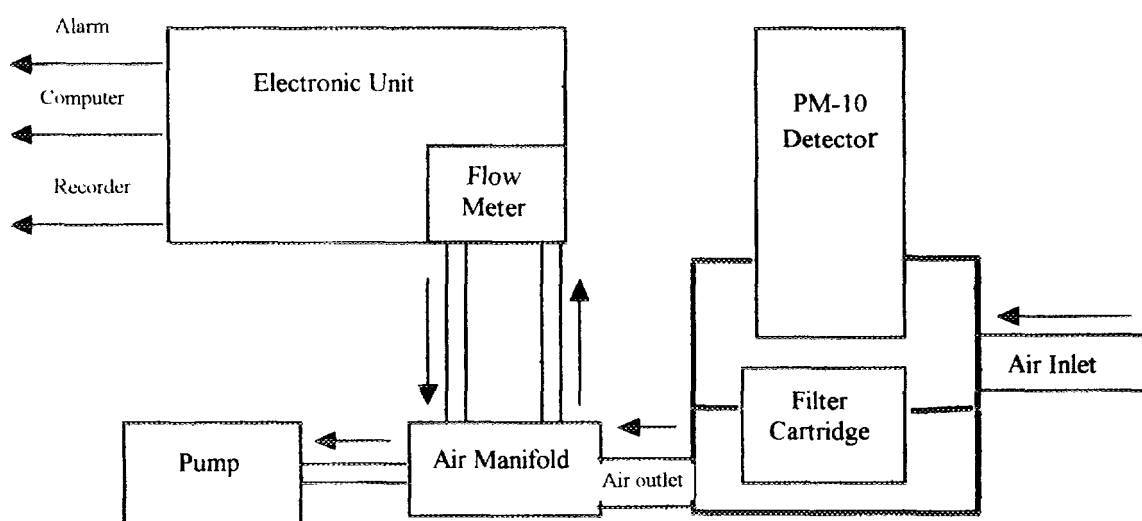 Alarm
Computer
Recorder
Electronic Unit
Flow
Meter
PM-10
Detector
Air Inlet
Filter
Cartridge
Pump
Air Manifold
Air outlet